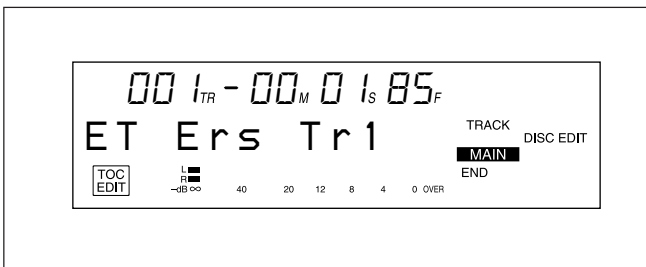 001TR-00M01S85F
ET Ers Tr1
TRACK
DISC EDIT
MAIN
END
TOC
EDIT
L
R
–dB ∞ 40 20 12 8 4 0 OVER